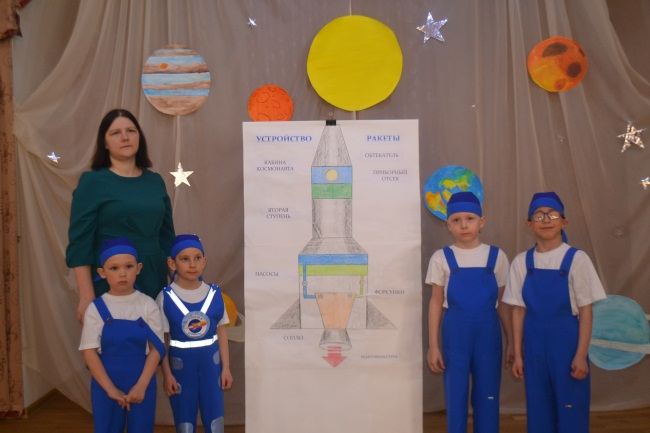 УСТРОЙСТВО РАКЕТЫ
КАБИНА
КОСМОНАВТА
ОБТЕКАТЕЛЬ
ПРИБОРНЫЙ
ОТСЕК
ВТОРАЯ
СТУПЕНЬ
НАСОСЫ
ФОРСУНКИ
СОПЛО